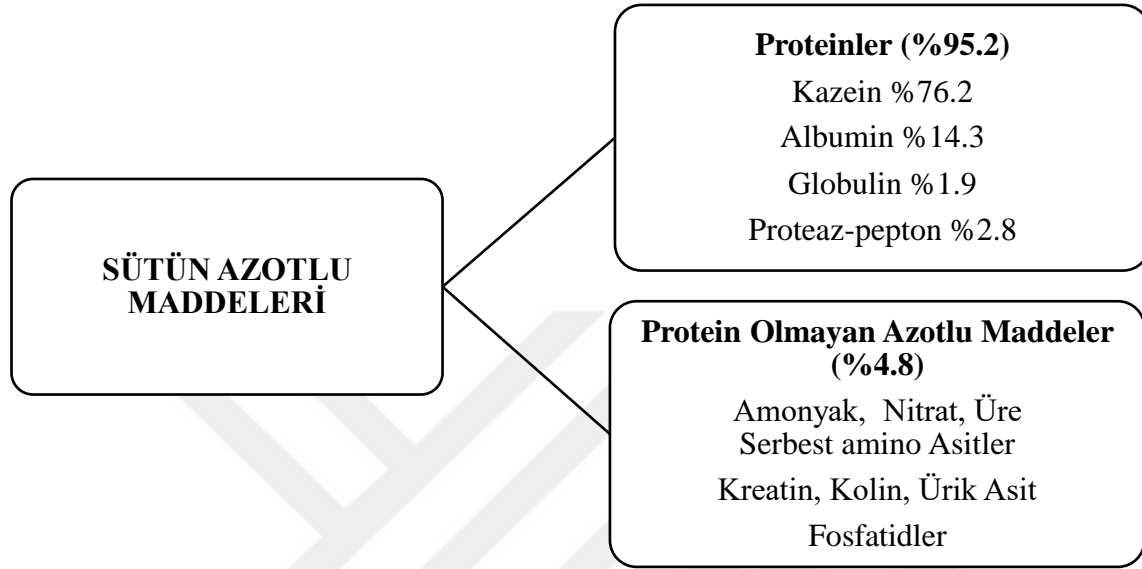 SÜTÜN AZOTLU
MADDELERİ
Proteinler (%95.2)
Kazein %76.2
Albumin %14.3
Globulin %1.9
Proteaz-pepton %2.8
Protein Olmayan Azotlu Maddeler
(%4.8)
Amonyak, Nitrat, Üre
Serbest amino Asitler
Kreatin, Kolin, Ürik Asit
Fosfatidler